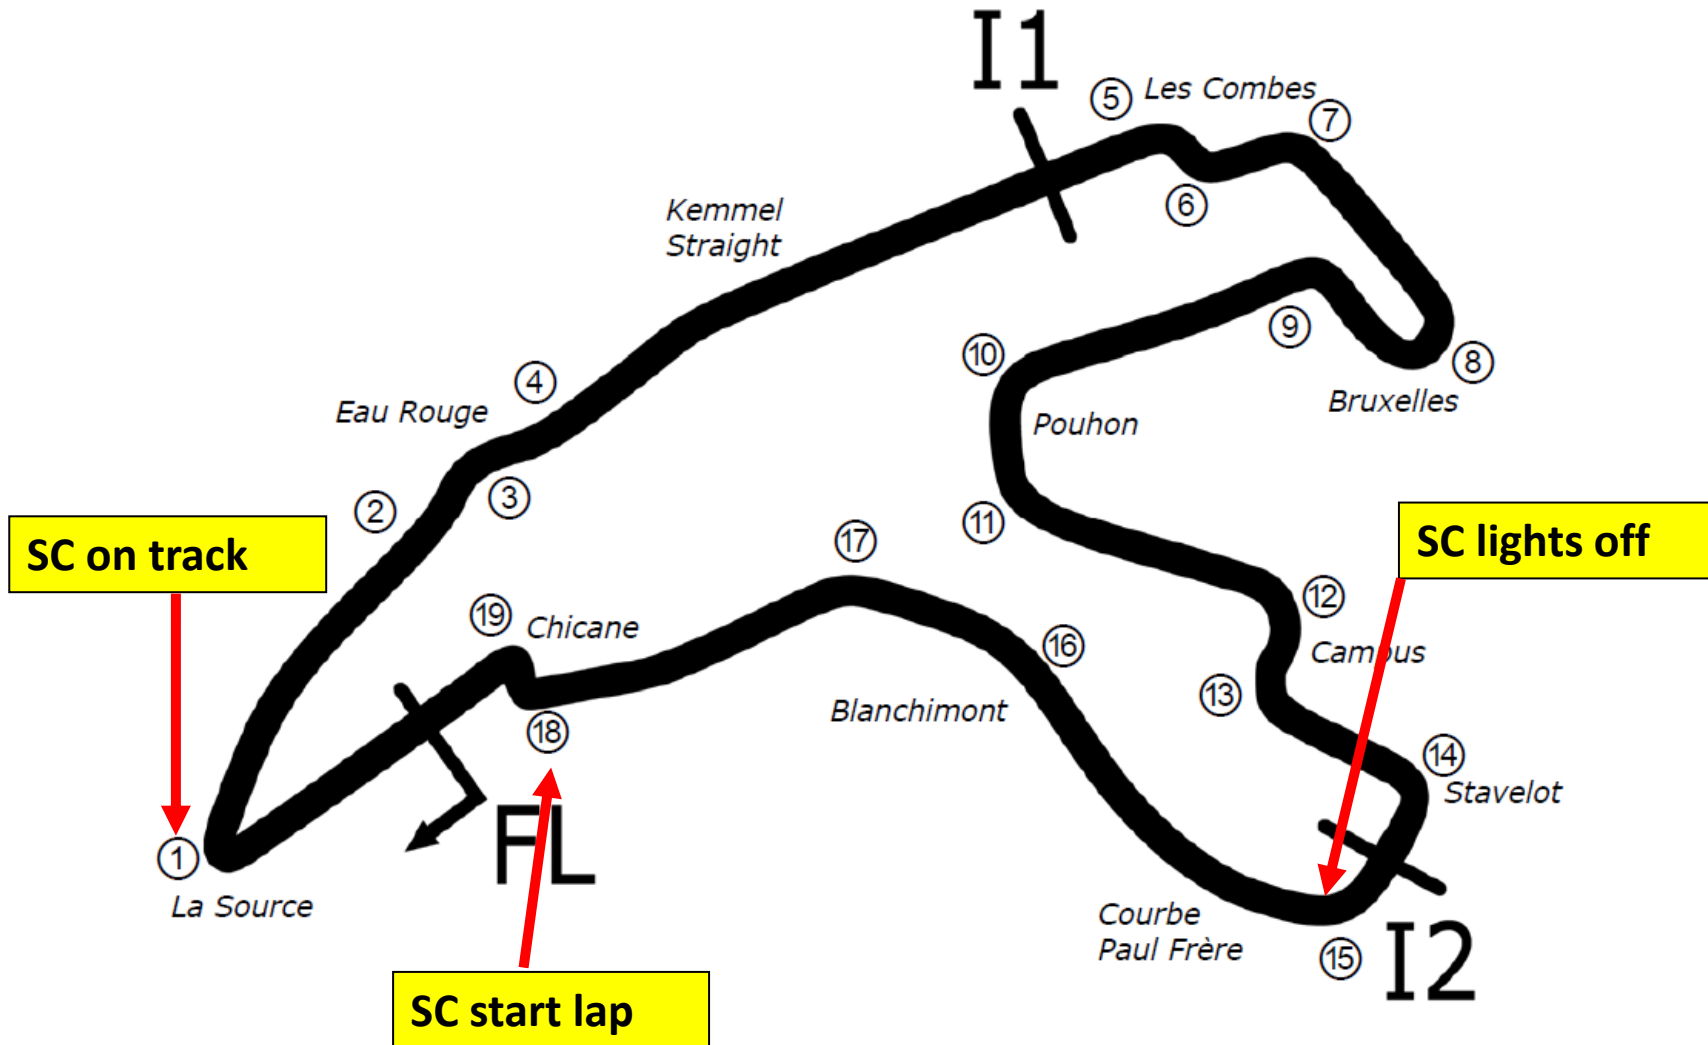 I1
5
Les Combes
7
6
Kemmel
Straight
9
8
Bruxelles
10
4
Eau Rouge
Pouhon
3
2
11
SC on track
SC lights off
17
12
19
Chicane
16
Campus
13
Blanchimont
18
14
Stavelot
FL
1
La Source
Courbe
Paul Frère
15
I2
SC start lap